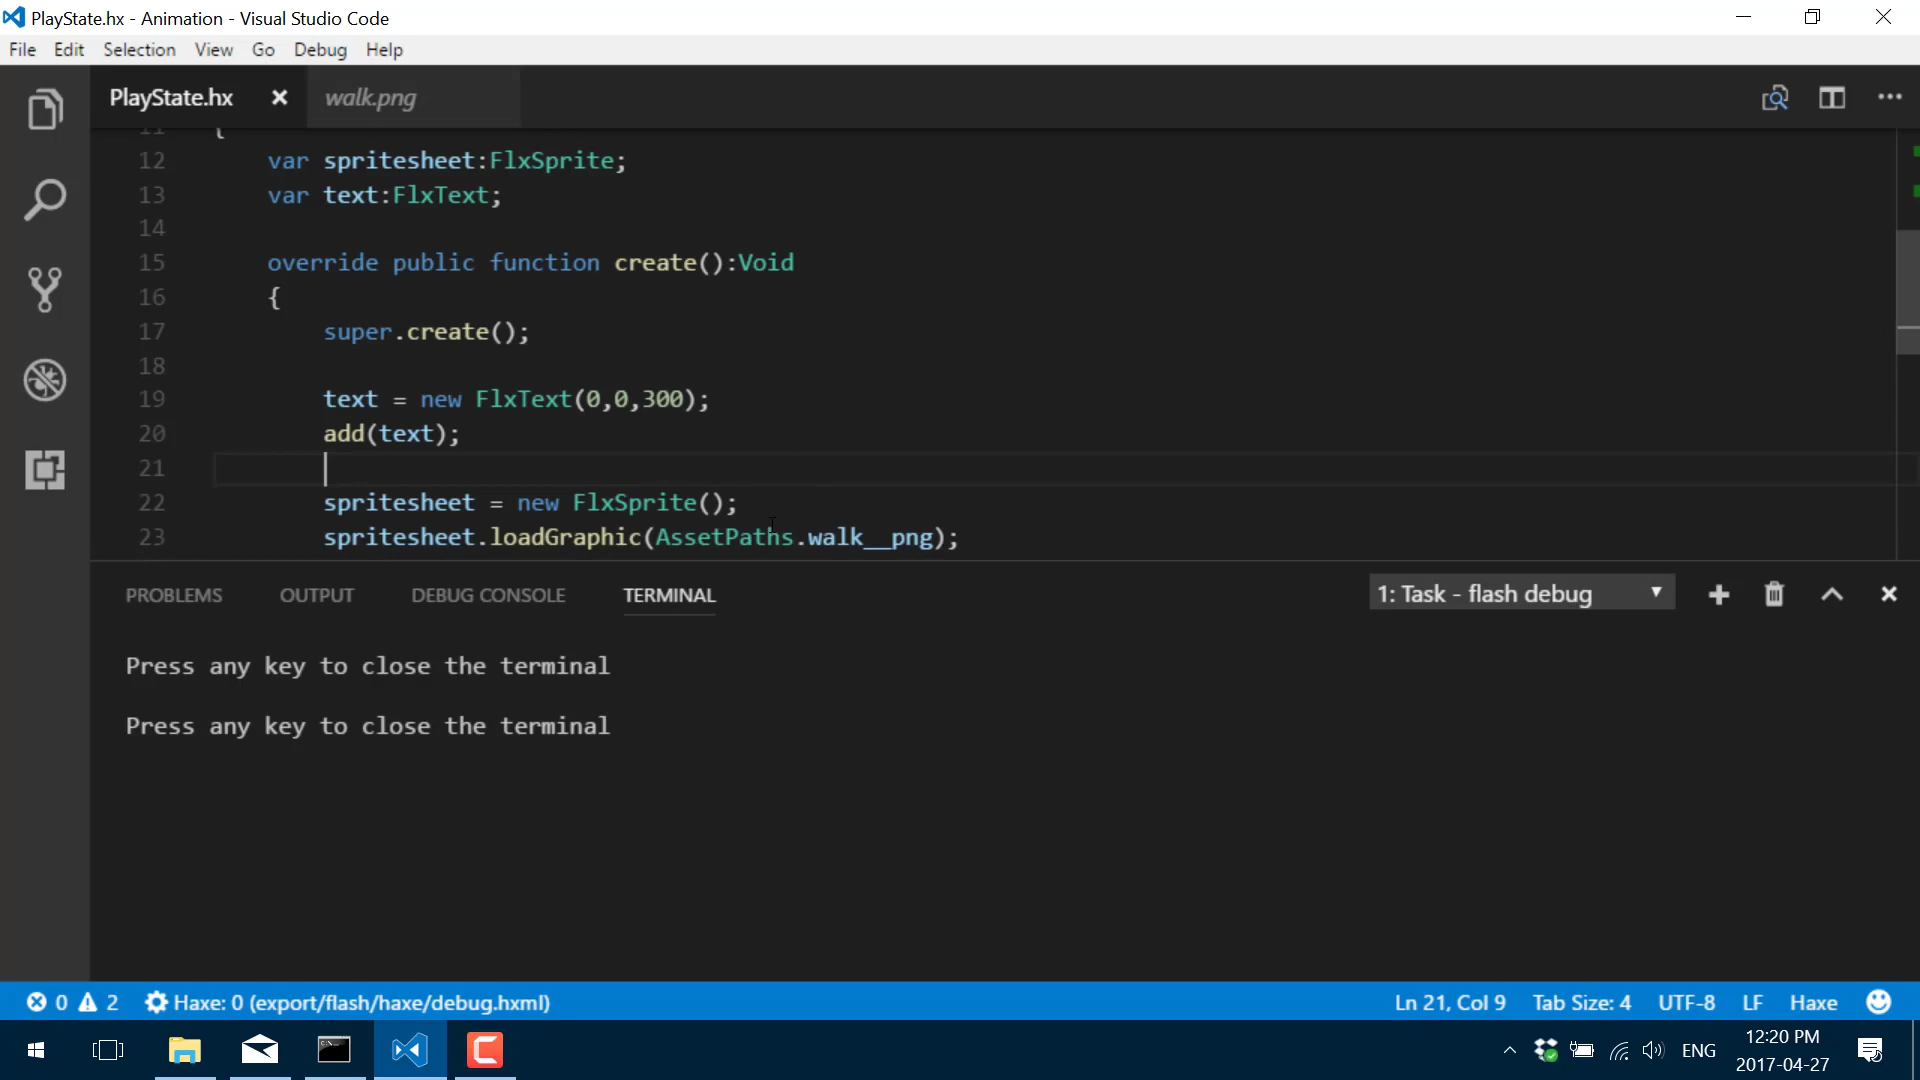 PlayState.hx - Animation - Visual Studio Code
File Edit Selection View Go Debug Help
PlayState.hx walk.png
11 {
12 var spritesheet:FlxSprite;
13 var text:FlxText;
14
15 override public function create():Void
16 {
17 super.create();
18
19 text = new FlxText(0,0,300);
20 add(text);
21
22 spritesheet = new FlxSprite();
23 spritesheet.loadGraphic(AssetPaths.walk__png);
PROBLEMS OUTPUT DEBUG CONSOLE TERMINAL 1: Task - flash debug
Press any key to close the terminal
Press any key to close the terminal
0 2 Haxe: 0 (export/flash/haxe/debug.hxml) Ln 21, Col 9 Tab Size: 4 UTF-8 LF Haxe
ENG 12:20 PM
2017-04-27